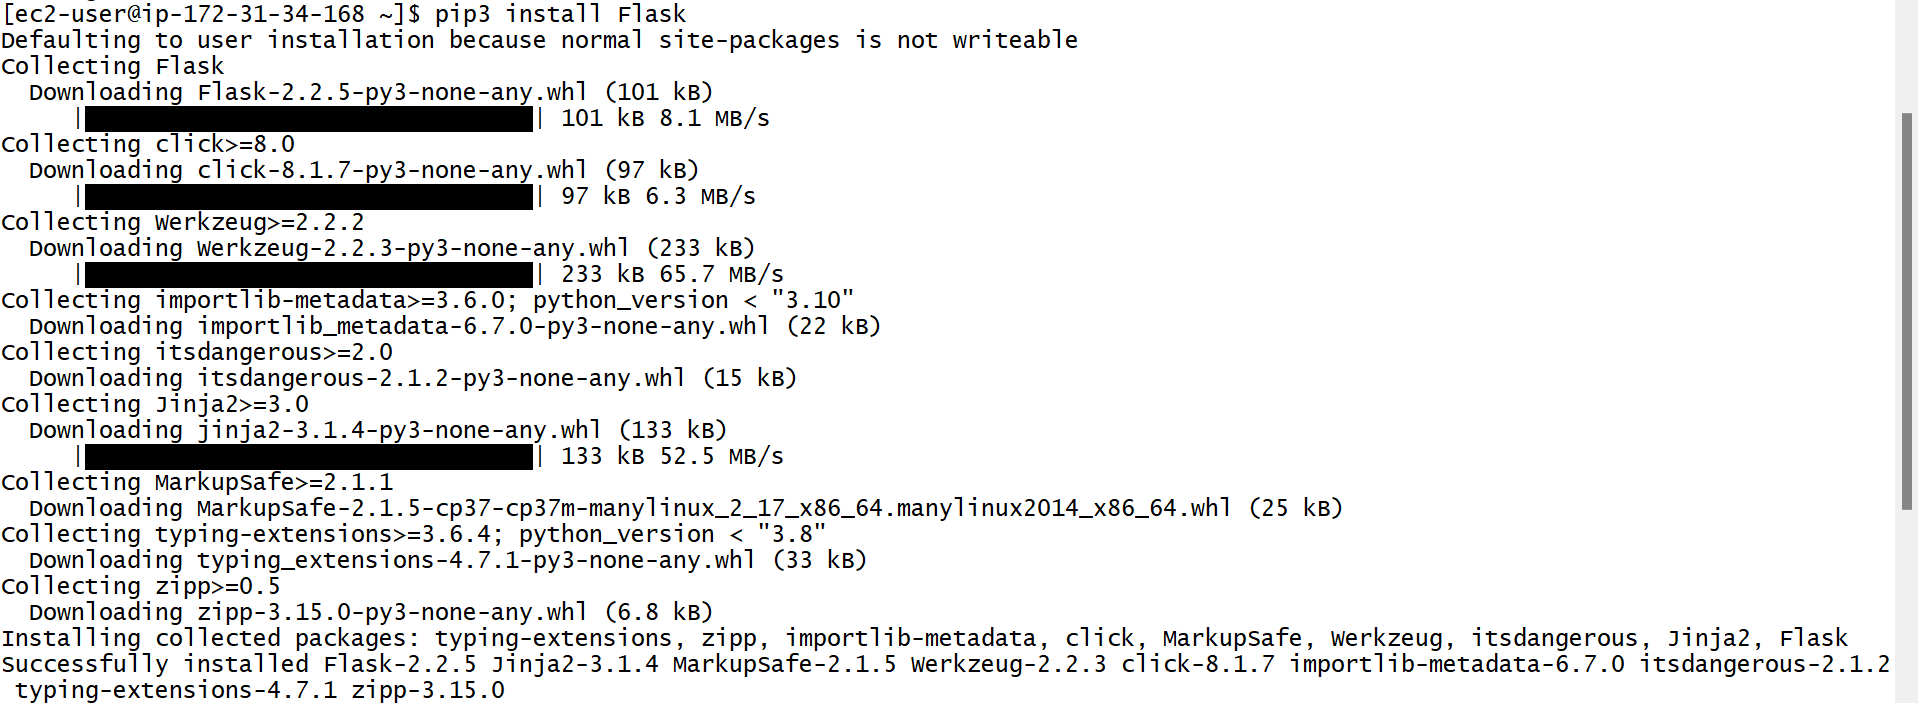 [ec2-user@ip-172-31-34-168 ~]$ pip3 install Flask
Defaulting to user installation because normal site-packages is not writeable
Collecting Flask
  Downloading Flask-2.2.5-py3-none-any.whl (101 kB)
     |████████████████████████████████| 101 kB 8.1 MB/s
Collecting click>=8.0
  Downloading click-8.1.7-py3-none-any.whl (97 kB)
     |████████████████████████████████| 97 kB 6.3 MB/s
Collecting Werkzeug>=2.2.2
  Downloading Werkzeug-2.2.3-py3-none-any.whl (233 kB)
     |████████████████████████████████| 233 kB 65.7 MB/s
Collecting importlib-metadata>=3.6.0; python_version < "3.10"
  Downloading importlib_metadata-6.7.0-py3-none-any.whl (22 kB)
Collecting itsdangerous>=2.0
  Downloading itsdangerous-2.1.2-py3-none-any.whl (15 kB)
Collecting Jinja2>=3.0
  Downloading jinja2-3.1.4-py3-none-any.whl (133 kB)
     |████████████████████████████████| 133 kB 52.5 MB/s
Collecting MarkupSafe>=2.1.1
  Downloading MarkupSafe-2.1.5-cp37-cp37m-manylinux_2_17_x86_64.manylinux2014_x86_64.whl (25 kB)
Collecting typing-extensions>=3.6.4; python_version < "3.8"
  Downloading typing_extensions-4.7.1-py3-none-any.whl (33 kB)
Collecting zipp>=0.5
  Downloading zipp-3.15.0-py3-none-any.whl (6.8 kB)
Installing collected packages: typing-extensions, zipp, importlib-metadata, click, MarkupSafe, Werkzeug, itsdangerous, Jinja2, Flask
Successfully installed Flask-2.2.5 Jinja2-3.1.4 MarkupSafe-2.1.5 Werkzeug-2.2.3 click-8.1.7 importlib-metadata-6.7.0 itsdangerous-2.1.2
 typing-extensions-4.7.1 zipp-3.15.0